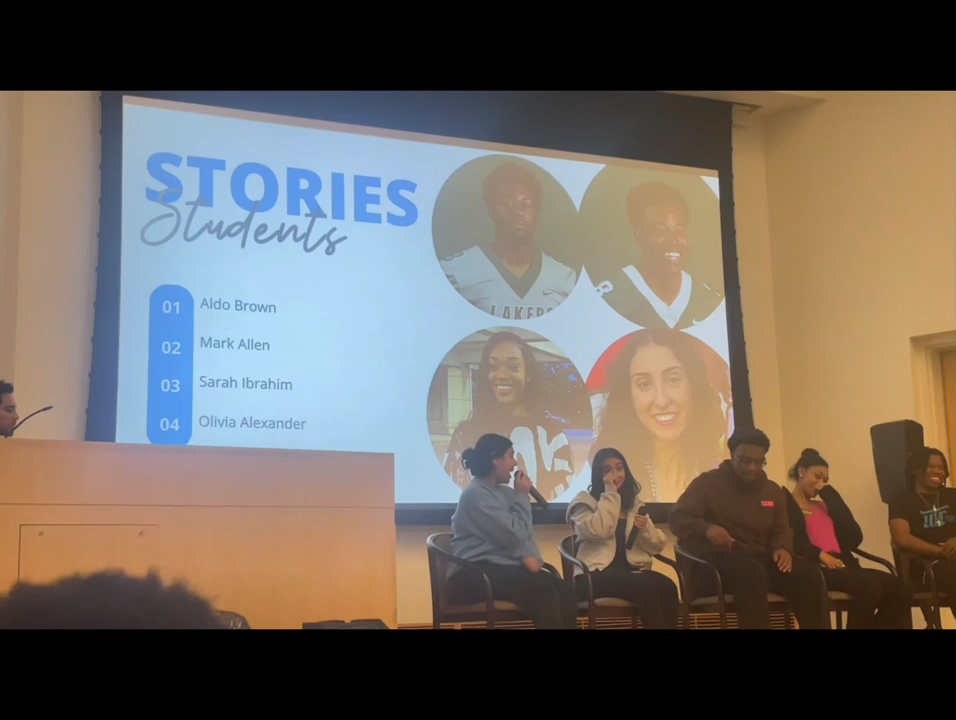 STORIES
Students
01 Aldo Brown
02 Mark Allen
03 Sarah Ibrahim
04 Olivia Alexander
LAKERS